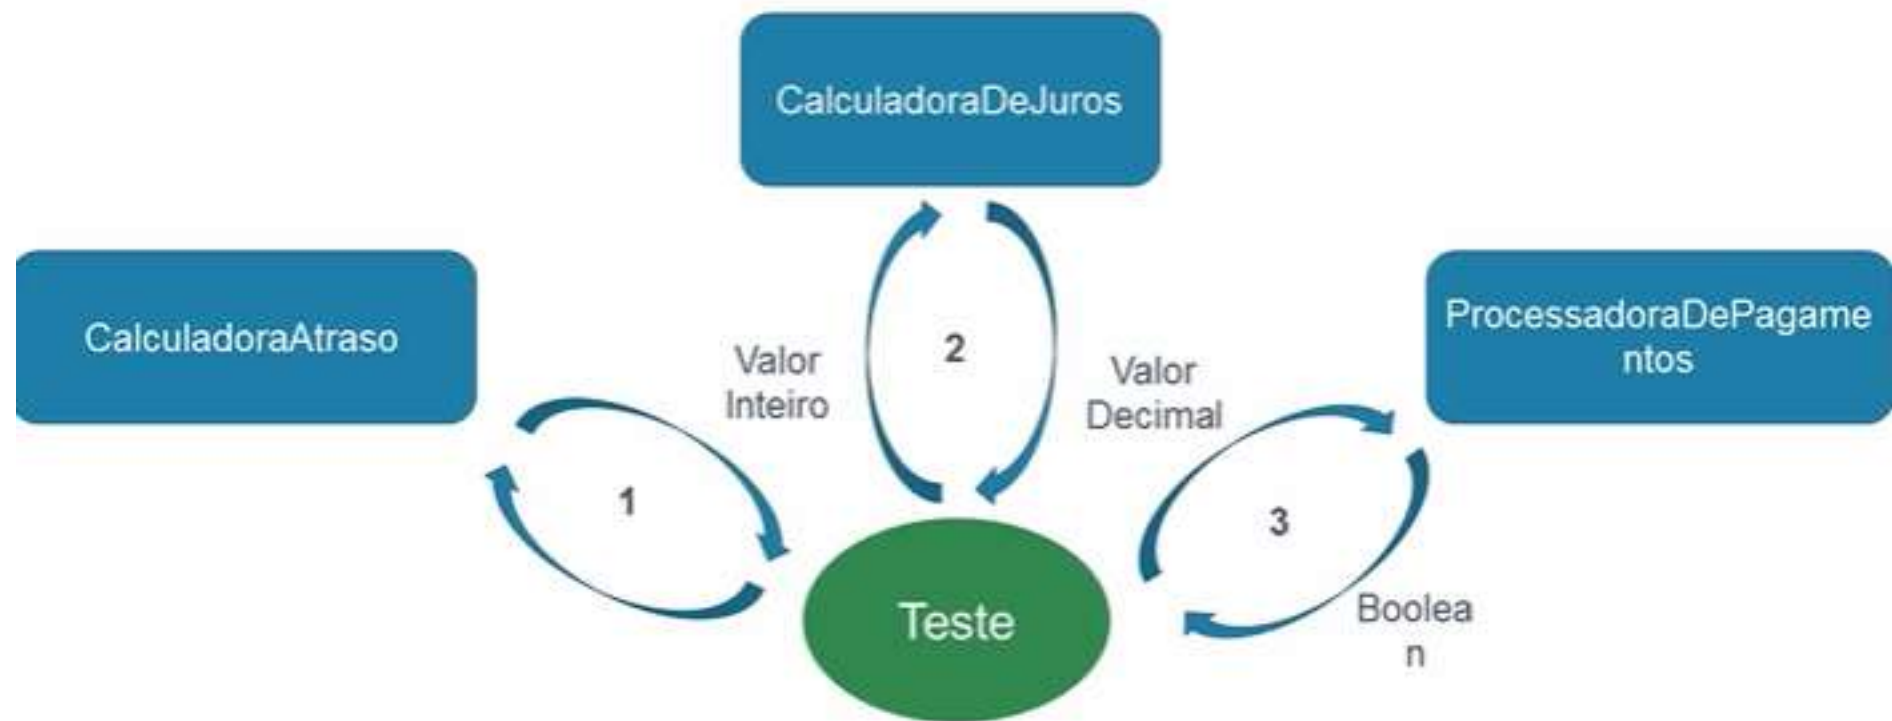 CalculadoraDeJuros
CalculadoraAtraso
ProcessadoraDePagame
ntos
Valor
Inteiro
2
Valor
Decimal
1
3
Teste
Boolea
n